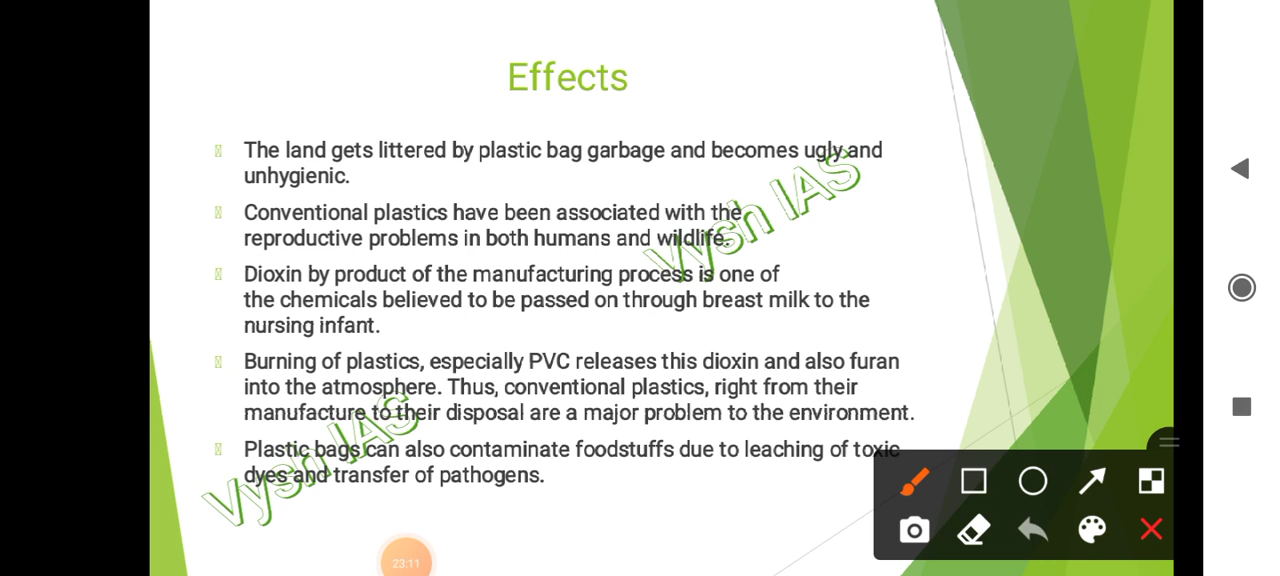 Effects
The land gets littered by plastic bag garbage and becomes ugly and
unhygienic.
Conventional plastics have been associated with the
reproductive problems in both humans and wildlife.
Dioxin by product of the manufacturing process is one of
the chemicals believed to be passed on through breast milk to the
nursing infant.
Burning of plastics, especially PVC releases this dioxin and also furan
into the atmosphere. Thus, conventional plastics, right from their
manufacture to their disposal are a major problem to the environment.
Plastic bags can also contaminate foodstuffs due to leaching of toxic
dyes and transfer of pathogens.
Vysh IAS
Vysh IAS
23:11